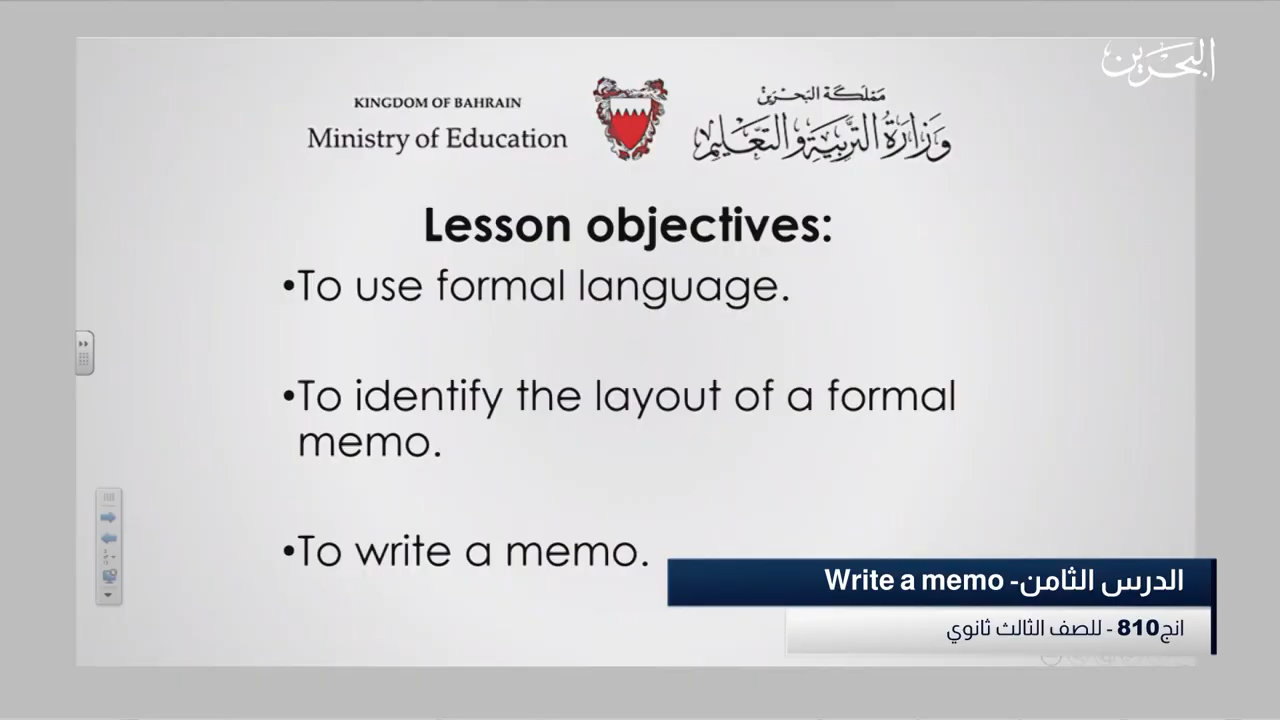 البحرين
KINGDOM OF BAHRAIN
مملكة البحرين
Ministry of Education
وزارة التربية والتعليم
Lesson objectives:
•To use formal language.
•To identify the layout of a formal
memo.
•To write a memo.
الدرس الثامن- Write a memo
انج810 - للصف الثالث ثانوي